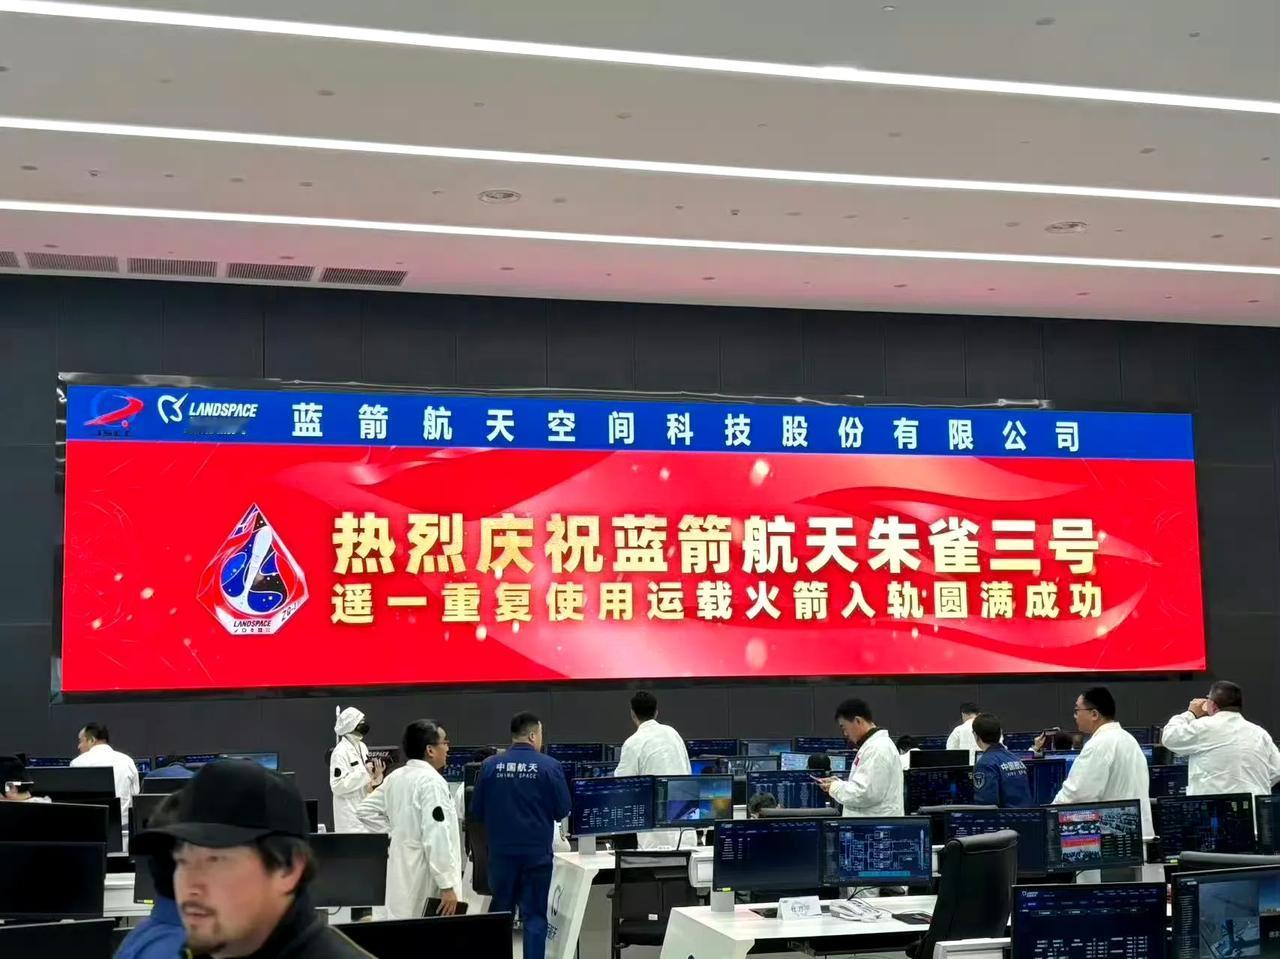 LANDSPACE 蓝箭航天空间科技股份有限公司
热烈庆祝蓝箭航天朱雀三号
遥一重复使用运载火箭入轨圆满成功
LANDSPACE
中国航天
CHINA SPACE